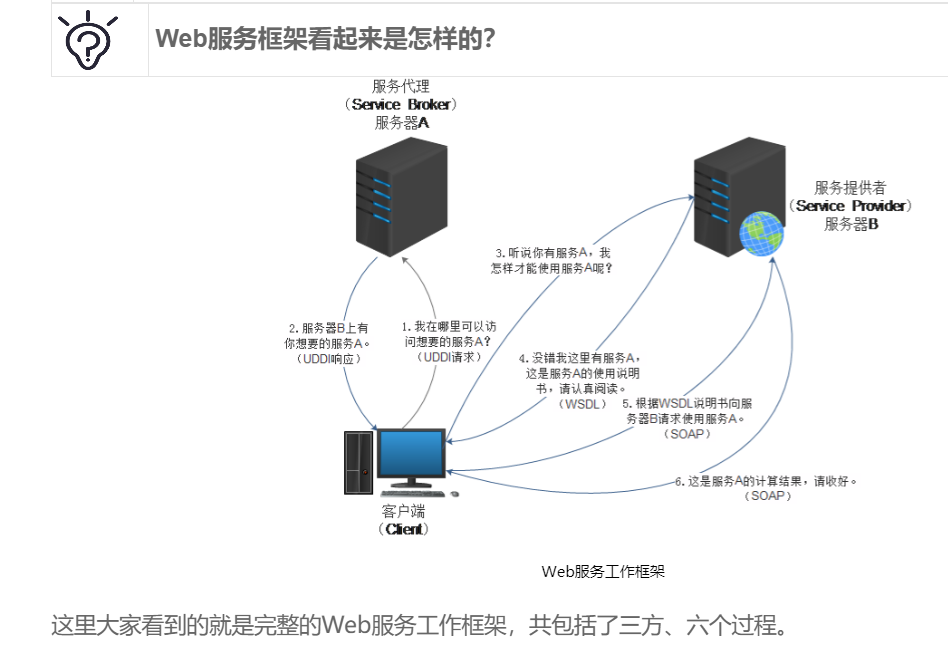 Web服务框架看起来是怎样的?
服务代理
（Service Broker）
服务器A
服务提供者
（Service Provider）
服务器B
3.听说你有服务A，我
怎样才能使用服务A呢？
2.服务器B上有
你想要的服务A。
（UDDI响应）
1.我在哪里可以访
问想要的服务A？
（UDDI请求）
4.没错我这里有服务A，
这是服务A的使用说明
书，请认真阅读。
（WSDL）
5.根据WSDL说明书向服
务器B请求使用服务A。
（SOAP）
6.这是服务A的计算结果，请收好。
（SOAP）
客户端
（Client）
Web服务工作框架
这里大家看到的就是完整的Web服务工作框架，共包括了三方、六个过程。